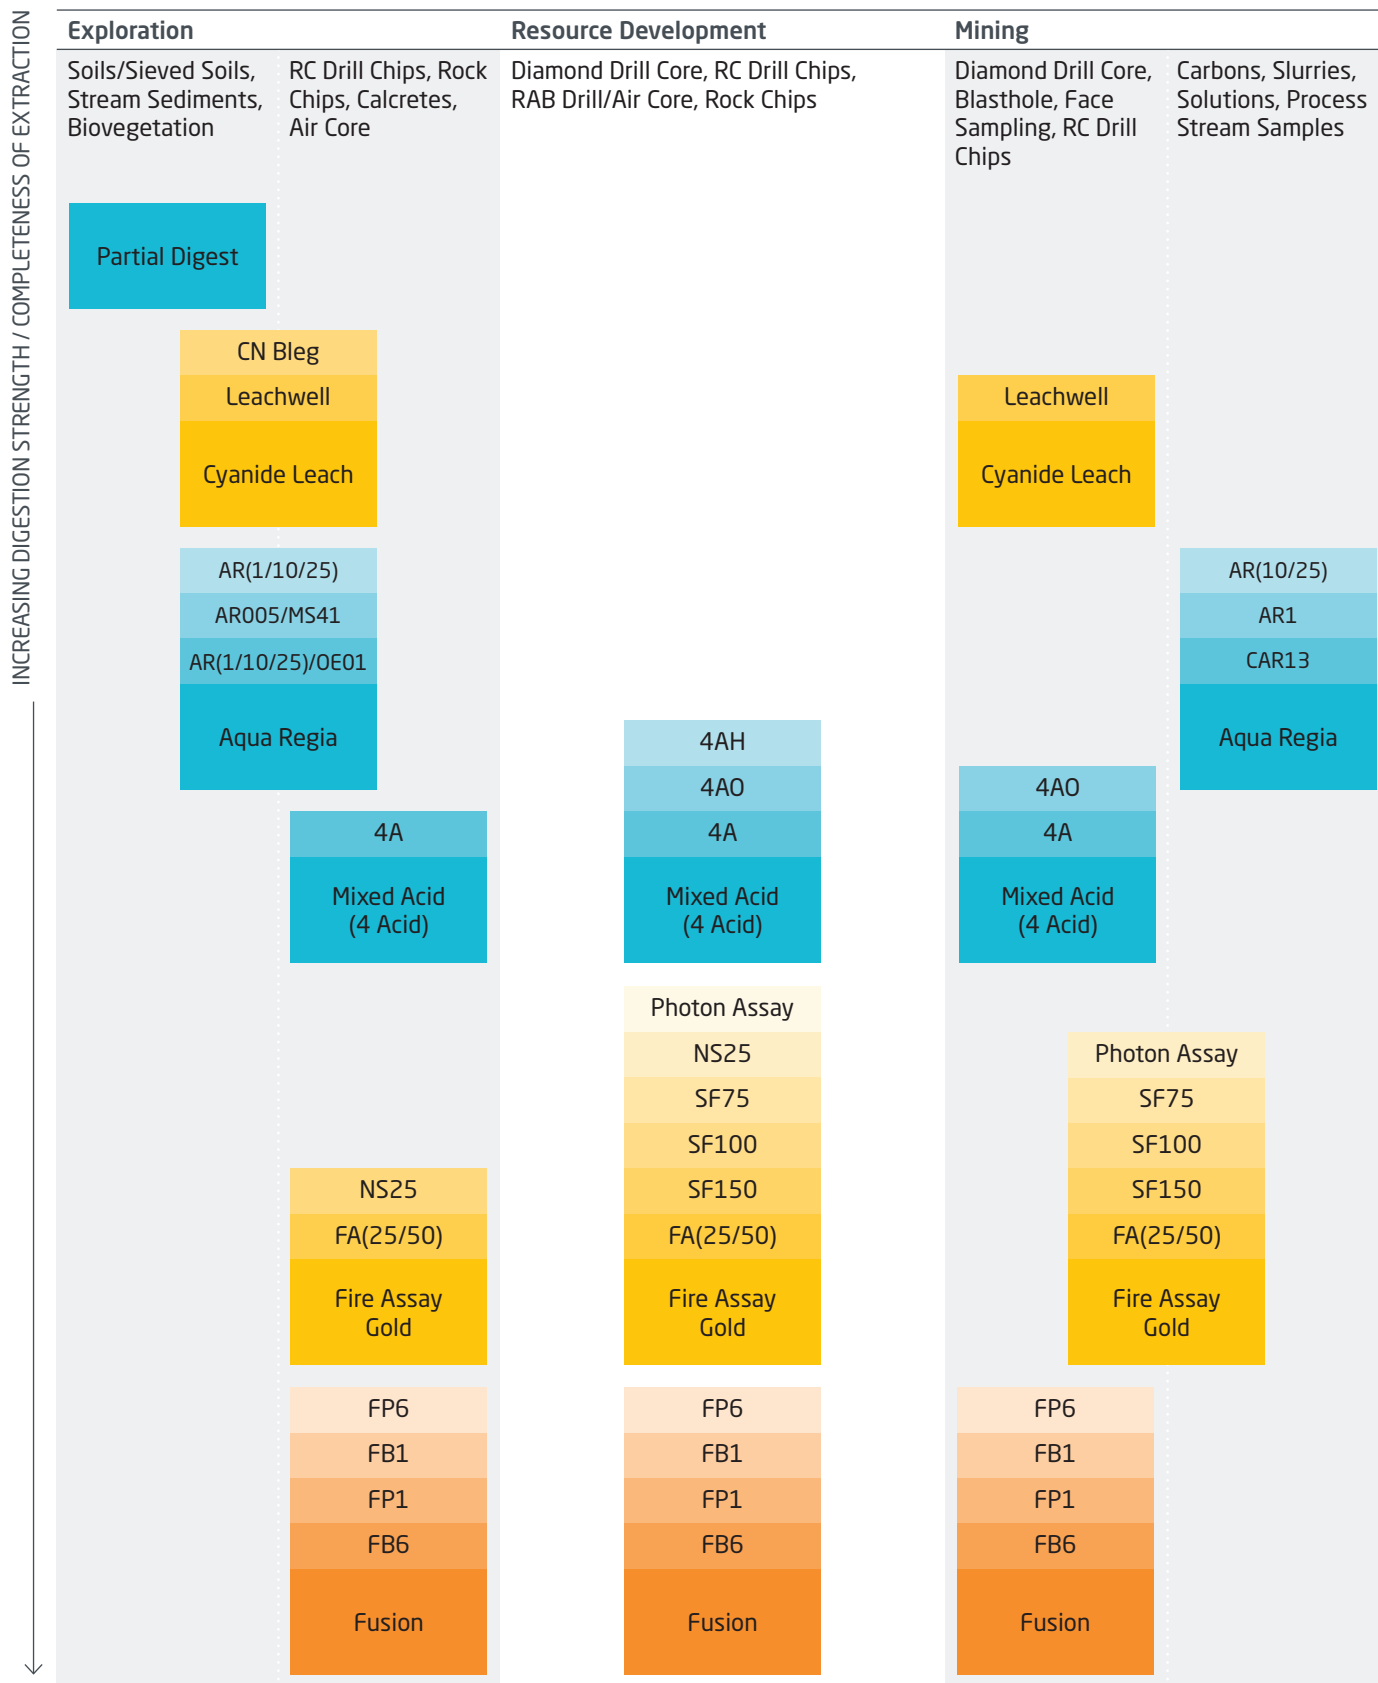 INCREASING DIGESTION STRENGTH / COMPLETENESS OF EXTRACTION
Exploration
Resource Development
Mining
Soils/Sieved Soils,
Stream Sediments,
Biovegetation
RC Drill Chips, Rock
Chips, Calcretes,
Air Core
Diamond Drill Core, RC Drill Chips,
RAB Drill/Air Core, Rock Chips
Diamond Drill Core,
Blasthole, Face
Sampling, RC Drill
Chips
Carbons, Slurries,
Solutions, Process
Stream Samples
Partial Digest
CN Bleg
Leachwell
Cyanide Leach
AR(1/10/25)
AR005/MS41
AR(1/10/25)/OE01
Aqua Regia
4A
Mixed Acid
(4 Acid)
NS25
FA(25/50)
Fire Assay
Gold
FP6
FB1
FP1
FB6
Fusion
4AH
4AO
4A
Mixed Acid
(4 Acid)
Photon Assay
NS25
SF75
SF100
SF150
FA(25/50)
Fire Assay
Gold
FP6
FB1
FP1
FB6
Fusion
Leachwell
Cyanide Leach
AR(10/25)
AR1
CAR13
Aqua Regia
4AO
4A
Mixed Acid
(4 Acid)
Photon Assay
SF75
SF100
SF150
FA(25/50)
Fire Assay
Gold
FP6
FB1
FP1
FB6
Fusion